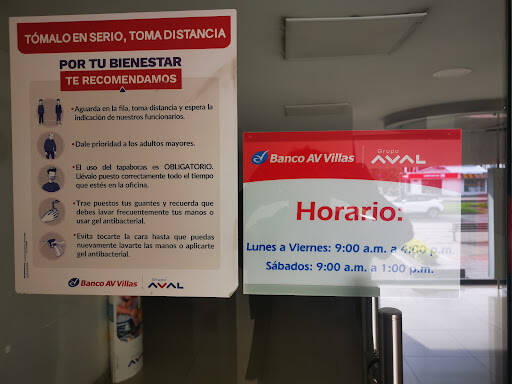 TÓMALO EN SERIO, TOMA DISTANCIA
POR TU BIENESTAR
TE RECOMENDAMOS
• Aguarda en la fila, toma distancia y espera la
indicación de nuestros funcionarios.
• Dale prioridad a los adultos mayores.
• El uso del tapabocas es OBLIGATORIO.
Llévalo puesto correctamente todo el tiempo
que estés en la oficina.
• Trae puestos tus guantes y recuerda que
debes lavar frecuentemente tus manos o
usar gel antibacterial.
• Evita tocarte la cara hasta que puedas
nuevamente lavarte las manos o aplicarte
gel antibacterial.
Banco AV Villas
Grupo
AVAL
Banco AV Villas
Grupo
AVAL
Horario:
Lunes a Viernes: 9:00 a.m. a 4:00 p.m.
Sábados: 9:00 a.m. a 1:00 p.m.